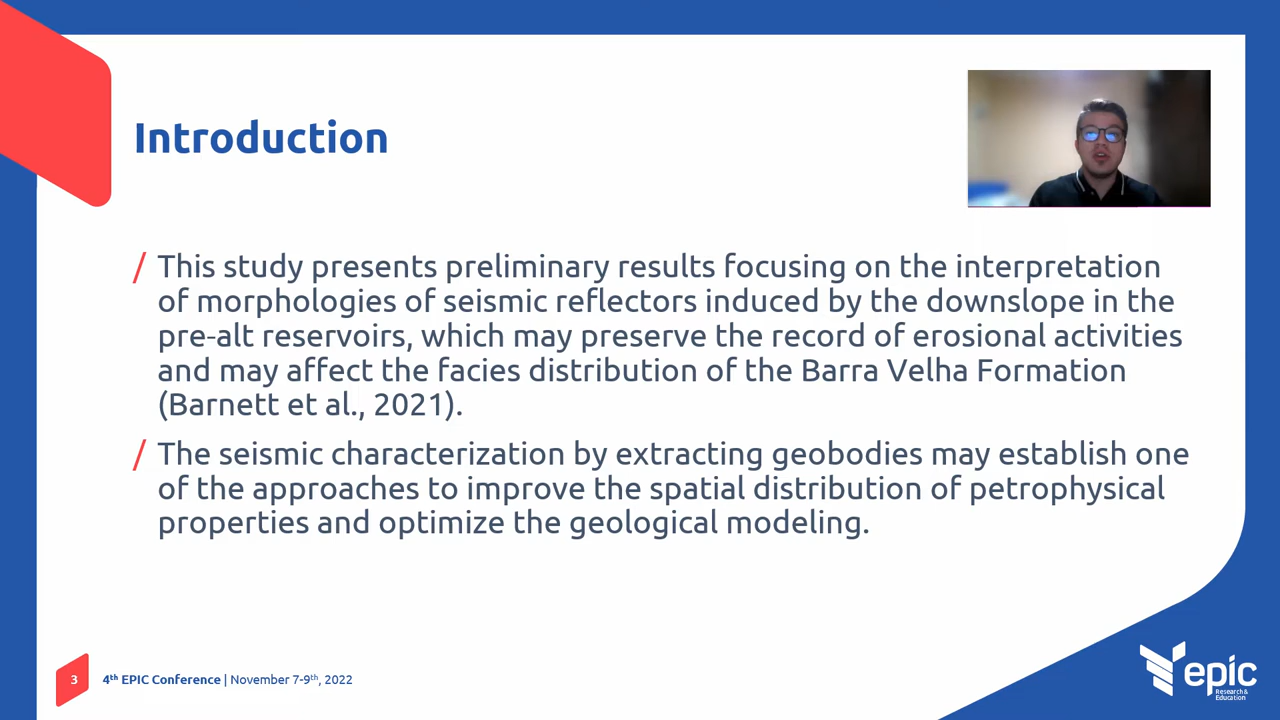 Introduction
/ This study presents preliminary results focusing on the interpretation
of morphologies of seismic reflectors induced by the downslope in the
pre-alt reservoirs, which may preserve the record of erosional activities
and may affect the facies distribution of the Barra Velha Formation
(Barnett et al., 2021).
/ The seismic characterization by extracting geobodies may establish one
of the approaches to improve the spatial distribution of petrophysical
properties and optimize the geological modeling.
3 4th EPIC Conference | November 7-9th, 2022
epic
Research &
Education